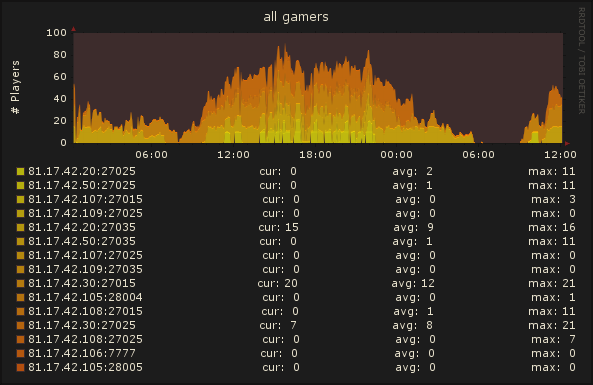 all gamers
RRDTOOL / TOBI OETIKER
# Players
100
80
60
40
20
0
06:00 12:00 18:00 00:00 06:00 12:00
81.17.42.20:27025 cur: 0 avg: 2 max: 11
81.17.42.50:27025 cur: 0 avg: 1 max: 11
81.17.42.107:27015 cur: 0 avg: 0 max: 3
81.17.42.109:27025 cur: 0 avg: 0 max: 0
81.17.42.20:27035 cur: 15 avg: 9 max: 16
81.17.42.50:27035 cur: 0 avg: 1 max: 11
81.17.42.107:27025 cur: 0 avg: 0 max: 0
81.17.42.109:27035 cur: 0 avg: 0 max: 0
81.17.42.30:27015 cur: 20 avg: 12 max: 21
81.17.42.105:28004 cur: 0 avg: 0 max: 1
81.17.42.108:27015 cur: 0 avg: 1 max: 11
81.17.42.30:27025 cur: 7 avg: 8 max: 21
81.17.42.108:27025 cur: 0 avg: 0 max: 7
81.17.42.106:7777 cur: 0 avg: 0 max: 0
81.17.42.105:28005 cur: 0 avg: 0 max: 0